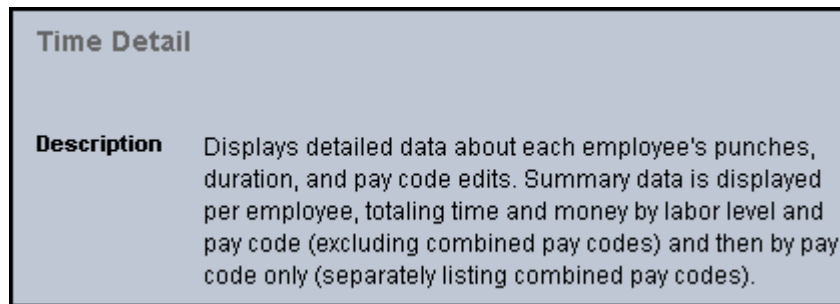 Time Detail
Description Displays detailed data about each employee's punches,
duration, and pay code edits. Summary data is displayed
per employee, totaling time and money by labor level and
pay code (excluding combined pay codes) and then by pay
code only (separately listing combined pay codes).